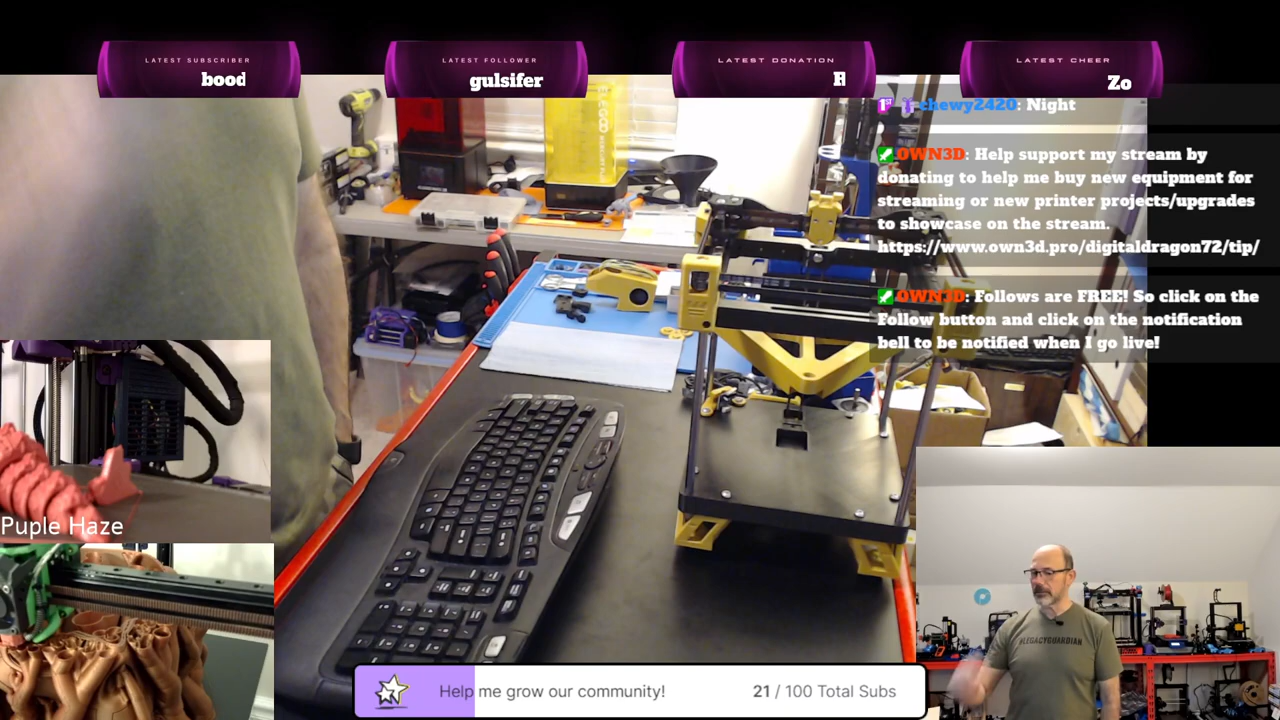 LATEST SUBSCRIBER
bood
LATEST FOLLOWER
gulsifer
LATEST DONATION
LATEST CHEER
Zo
chewy2420: Night
OWN3D: Help support my stream by
donating to help me buy new equipment for
streaming or new printer projects/upgrades
to showcase on the stream.
https://www.own3d.pro/digitaldragon72/tip/
OWN3D: Follows are FREE! So click on the
Follow button and click on the notification
bell to be notified when I go live!
ELEGOO
Puple Haze
#LEGACYGUARDIAN
Help me grow our community!
21 / 100 Total Subs